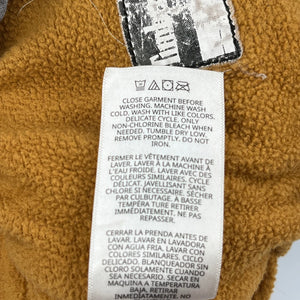 CLOSE GARMENT BEFORE
WASHING, MACHINE WASH
COLD, WASH WITH LIKE COLORS.
DELICATE CYCLE. ONLY
NON-CHLORINE BLEACH WHEN
NEEDED. TUMBLE DRY LOW.
REMOVE PROMPTLY, DO NOT
IRON.
FERMER LE VÊTEMENT AVANT DE
LAVER. LAVER À LA MACHINE À
L'EAU FROIDE. LAVER AVEC DES
COULEURS SIMILAIRES. CYCLE
DÉLICAT. BLANCHISSEZ SANS
CHLORE AU BESOIN. SÉCHER
PAR CULBUTAGE. À BASSE
TEMPÉRA TURE RETIRER
IMMÉDIATEMENT. NE PAS
REPASSER.
CERRAR LA PRENDA ANTES DE
LAVAR. LAVAR EN LAVADORA
CON AGUA FRÍA. LAVAR CON
COLORES SIMILARES. CICLO
DELICADO. BLANQUEADOR SIN
CLORO SOLAMENTE CUANDO
SEA NECESARIO. SECAR EN
MAQUINA A TEMPERATURA
BAJA. RETIRAR
INMEDIATAMENTE. NO